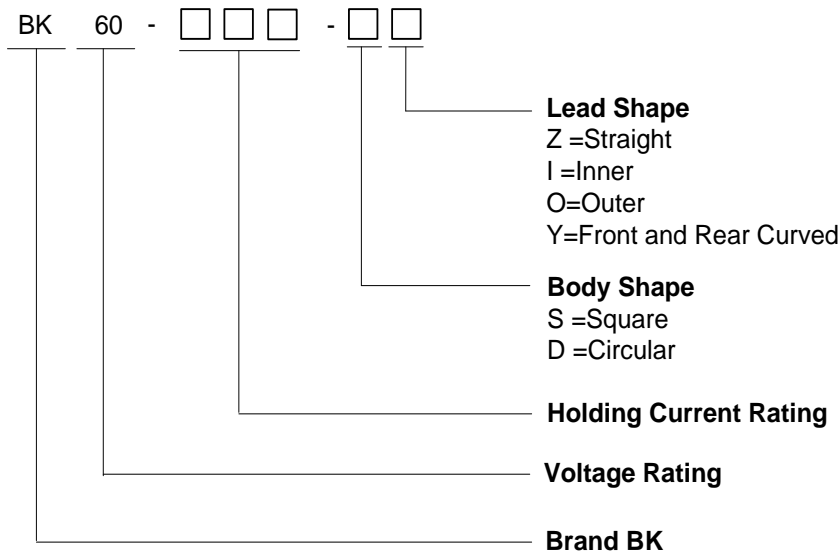 BK 60 - □□□ - □□
Lead Shape
Z =Straight
I =Inner
O=Outer
Y=Front and Rear Curved
Body Shape
S =Square
D =Circular
Holding Current Rating
Voltage Rating
Brand BK